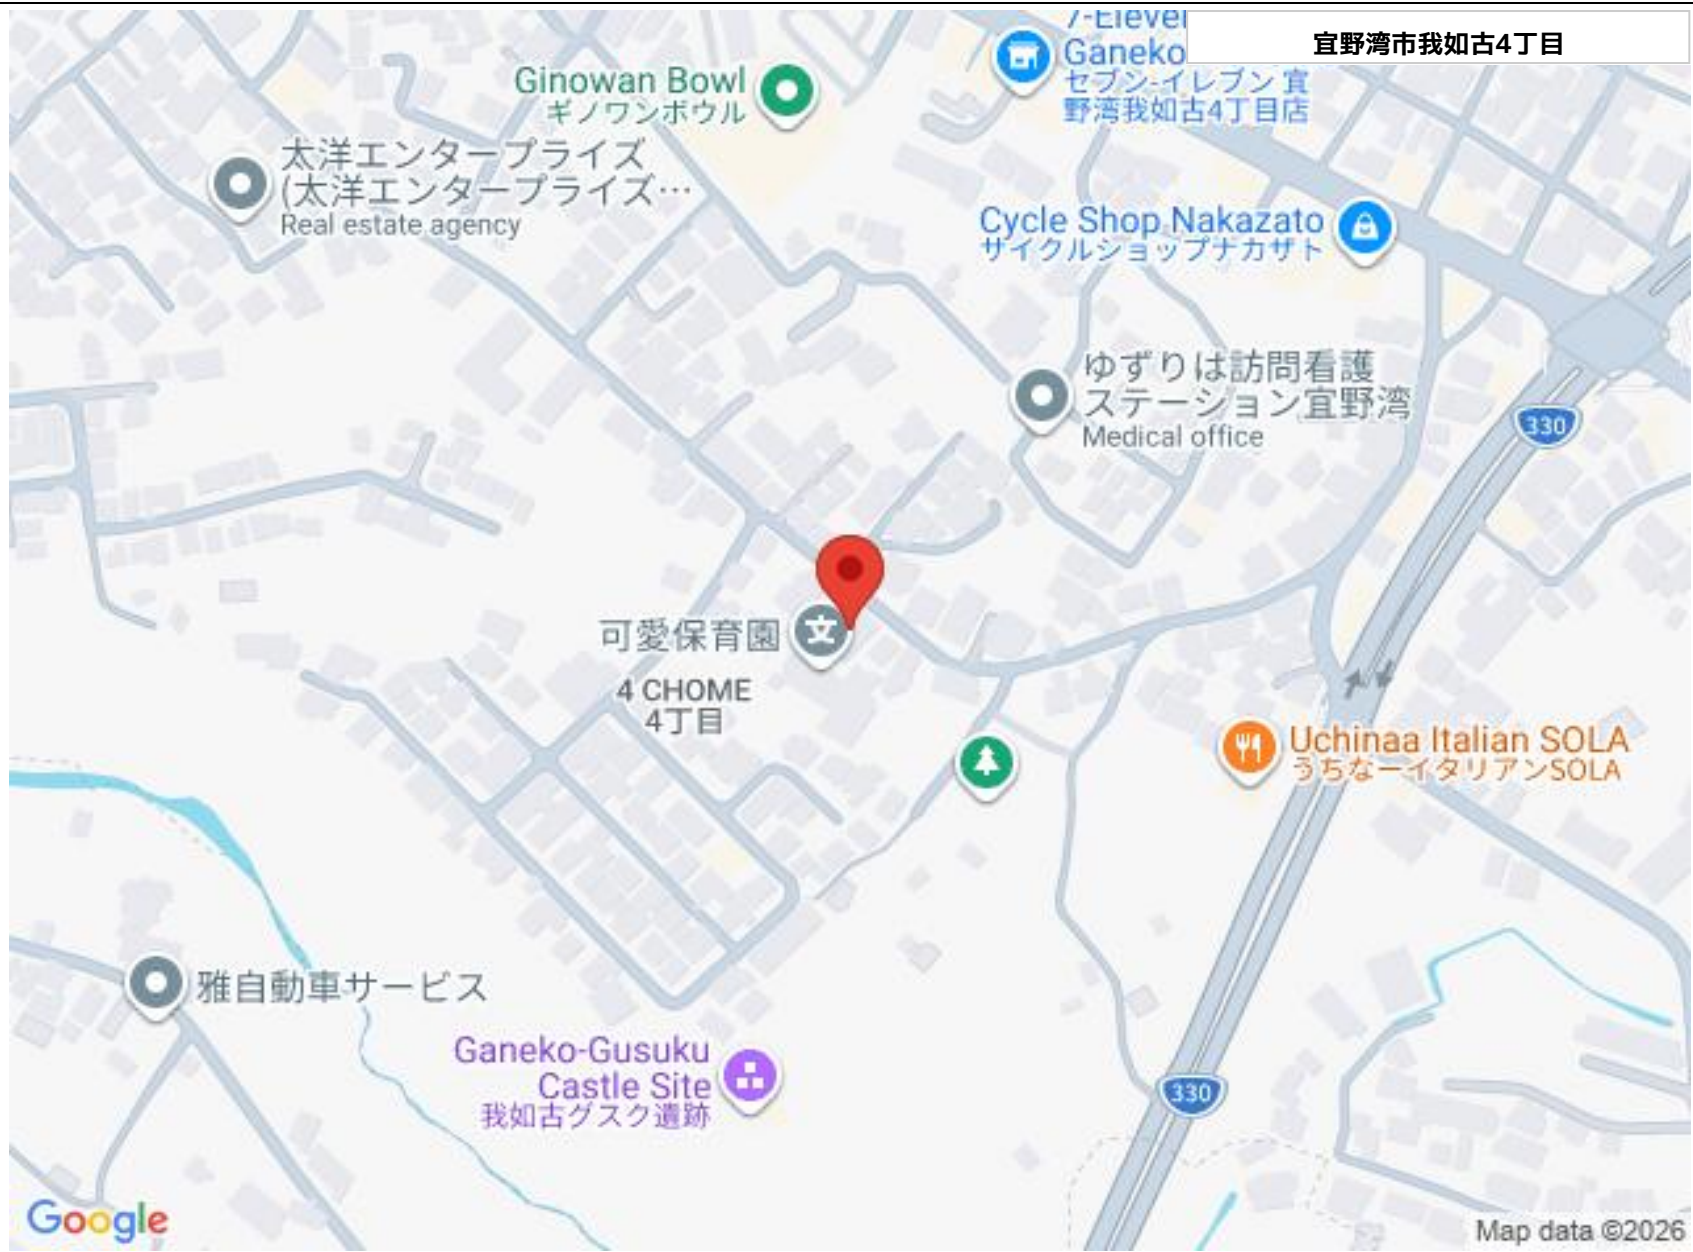 7-Eleven
Ganeko
セブン-イレブン 宜
野湾我如古4丁目店
宜野湾市我如古4丁目
Ginowan Bowl
ギノワンボウル
太洋エンタープライズ
(太洋エンタープライズ…
Real estate agency
Cycle Shop Nakazato
サイクルショップナカザト
ゆずりは訪問看護
ステーション宜野湾
Medical office
330
可愛保育園
文
4 CHOME
4丁目
Uchinaa Italian SOLA
うちなーイタリアンSOLA
雅自動車サービス
Ganeko-Gusuku
Castle Site
我如古グスク遺跡
330
Google
Map data ©2026